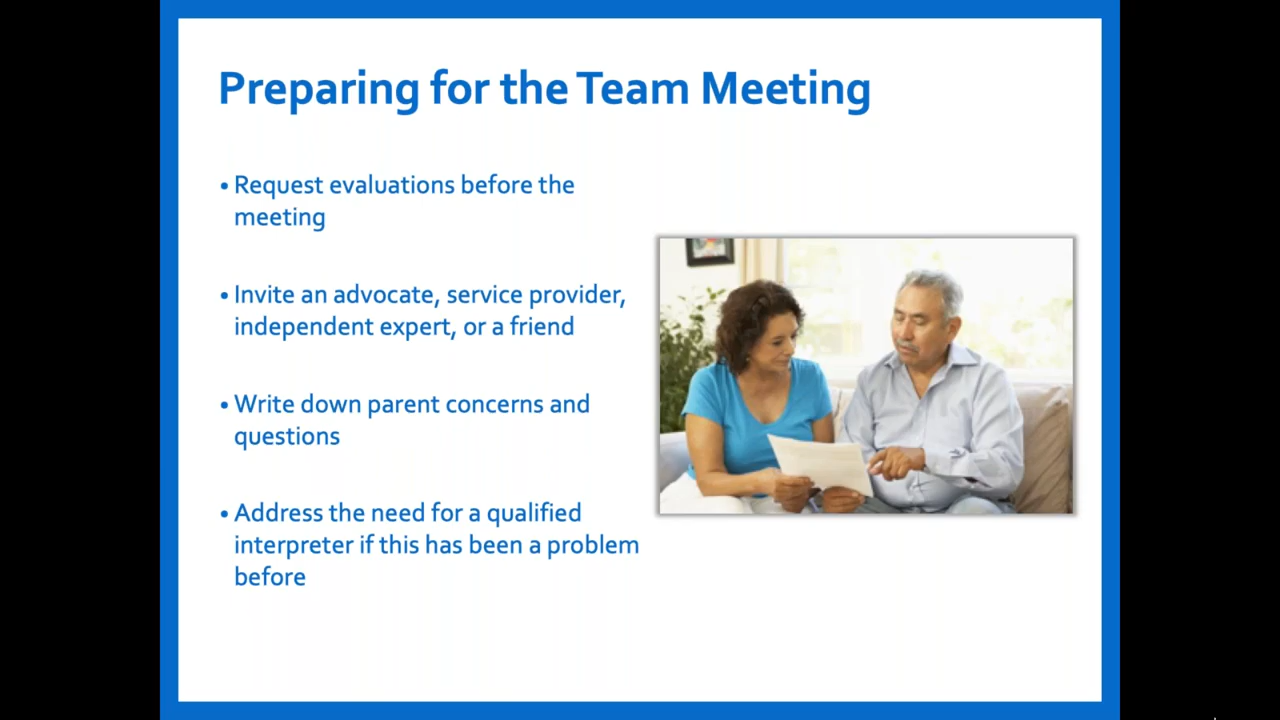 Preparing for the Team Meeting
• Request evaluations before the
meeting
• Invite an advocate, service provider,
independent expert, or a friend
• Write down parent concerns and
questions
• Address the need for a qualified
interpreter if this has been a problem
before